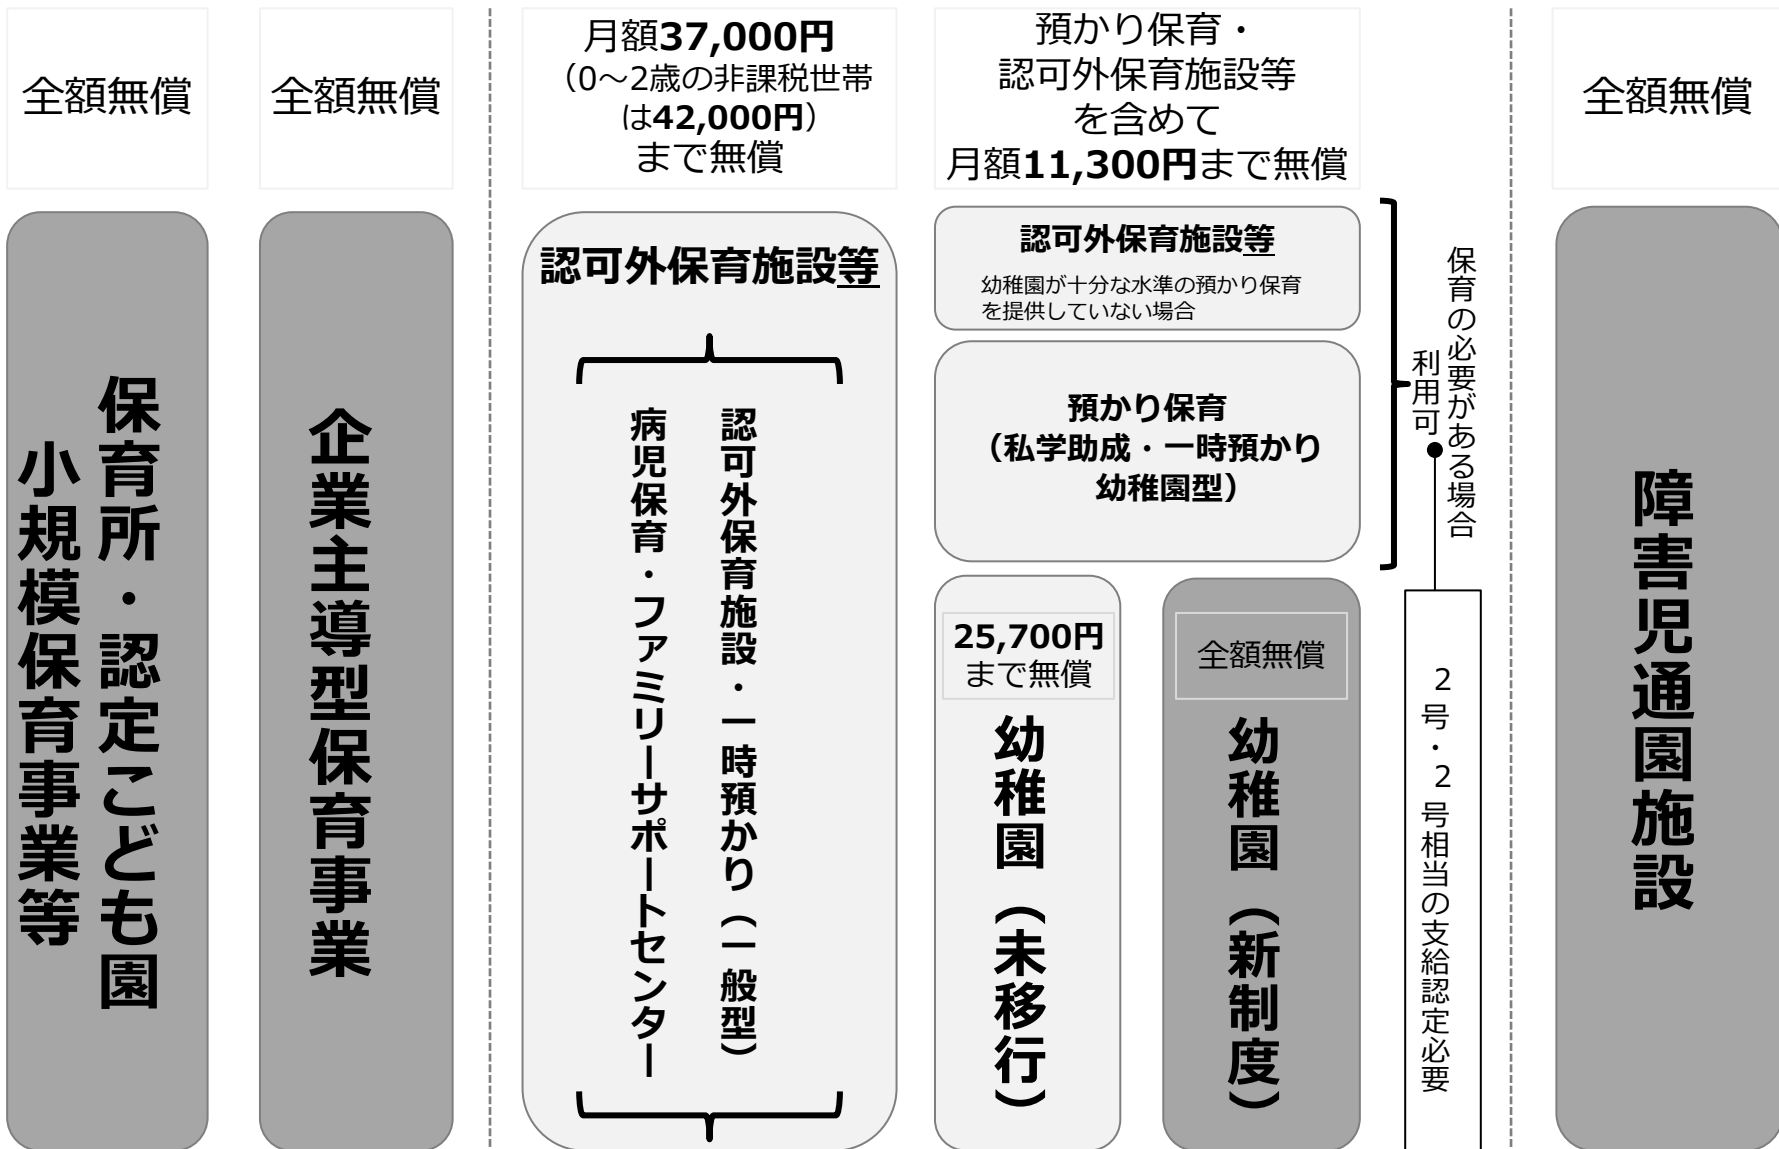 全額無償
保育所・認定こども園
小規模保育事業等
全額無償
企業主導型保育事業
月額37,000円
（0～2歳の非課税世帯
は42,000円）
まで無償
認可外保育施設等
認可外保育施設・一時預かり（一般型）
病児保育・ファミリーサポートセンター
預かり保育・
認可外保育施設等
を含めて
月額11,300円まで無償
認可外保育施設等
幼稚園が十分な水準の預かり保育
を提供していない場合
預かり保育
（私学助成・一時預かり
幼稚園型）
25,700円
まで無償
幼稚園（未移行）
全額無償
幼稚園（新制度）
保育の必要がある場合
利用可
2号・2号相当の支給認定必要
全額無償
障害児通園施設